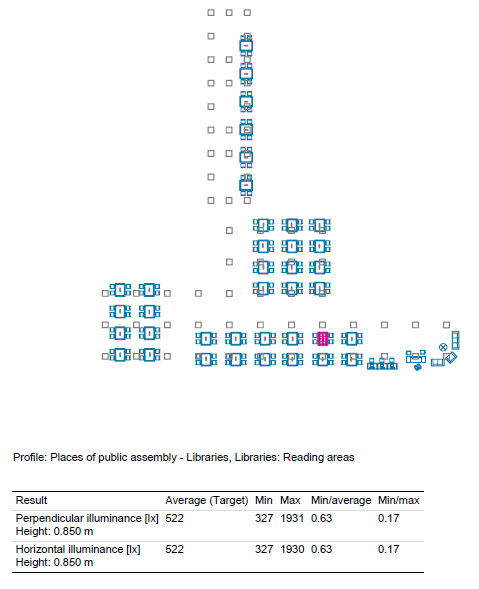 Profile: Places of public assembly - Libraries, Libraries: Reading areas
Result Average (Target) Min Max Min/average Min/max
Perpendicular illuminance [lx] 522 327 1931 0.63 0.17
Height: 0.850 m
Horizontal illuminance [lx] 522 327 1930 0.63 0.17
Height: 0.850 m